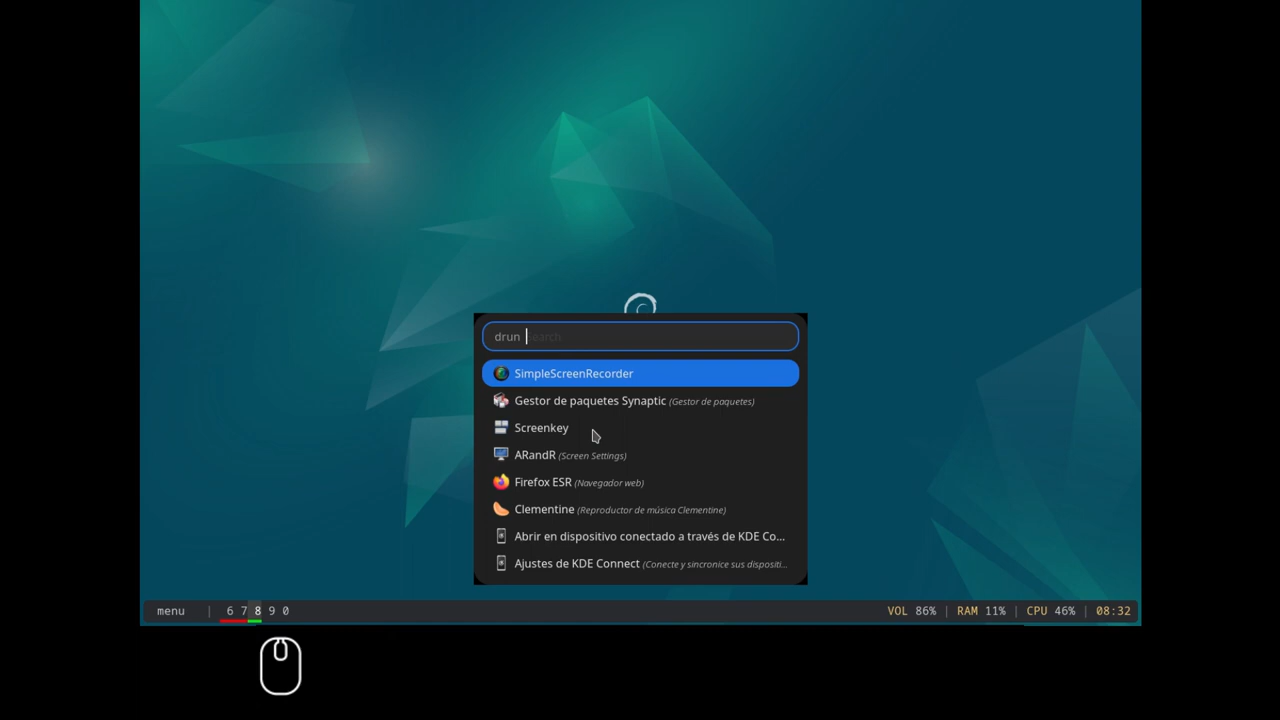 drun earch
SimpleScreenRecorder
Gestor de paquetes Synaptic (Gestor de paquetes)
Screenkey
ARandR (Screen Settings)
Firefox ESR (Navegador web)
Clementine (Reproductor de música Clementine)
Abrir en dispositivo conectado a través de KDE Co...
Ajustes de KDE Connect (Conecte y sincronice sus dispositi...
menu | 6 7 8 9 0 VOL 86% | RAM 11% | CPU 46% | 08:32